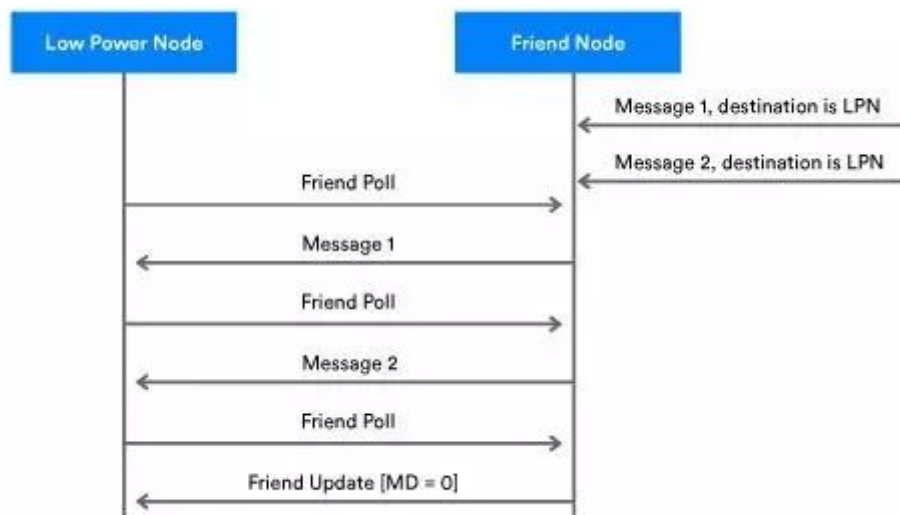 Low Power Node
Friend Node
Message 1, destination is LPN
Message 2, destination is LPN
Friend Poll
Message 1
Friend Poll
Message 2
Friend Poll
Friend Update [MD = 0]